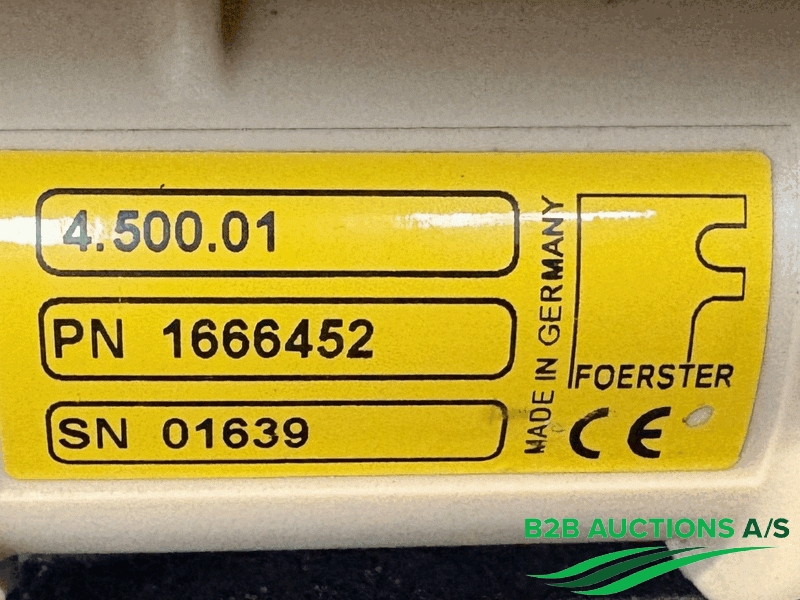 4.500.01
PN 1666452
SN 01639
MADE IN GERMANY
FOERSTER
CE
B2B AUCTIONS A/S